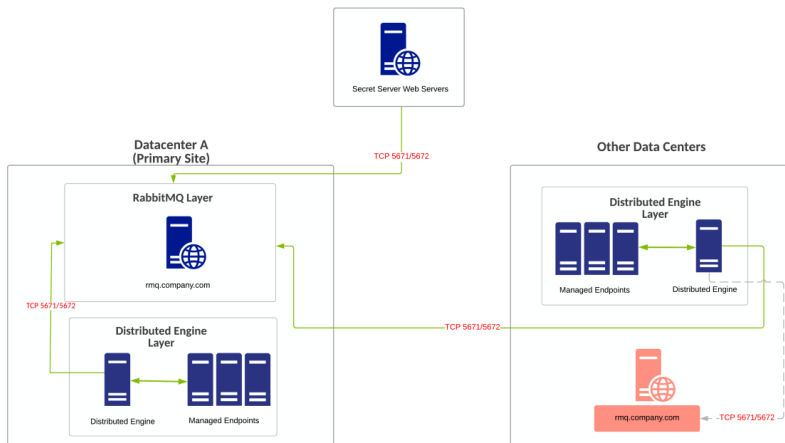 Secret Server Web Servers
TCP 5671/5672
Datacenter A
(Primary Site)
RabbitMQ Layer
rmq.company.com
TCP 5671/5672
Distributed Engine
Layer
Distributed Engine
Managed Endpoints
TCP 5671/5672
Other Data Centers
Distributed Engine
Layer
Managed Endpoints
Distributed Engine
rmq.company.com
TCP 5671/5672